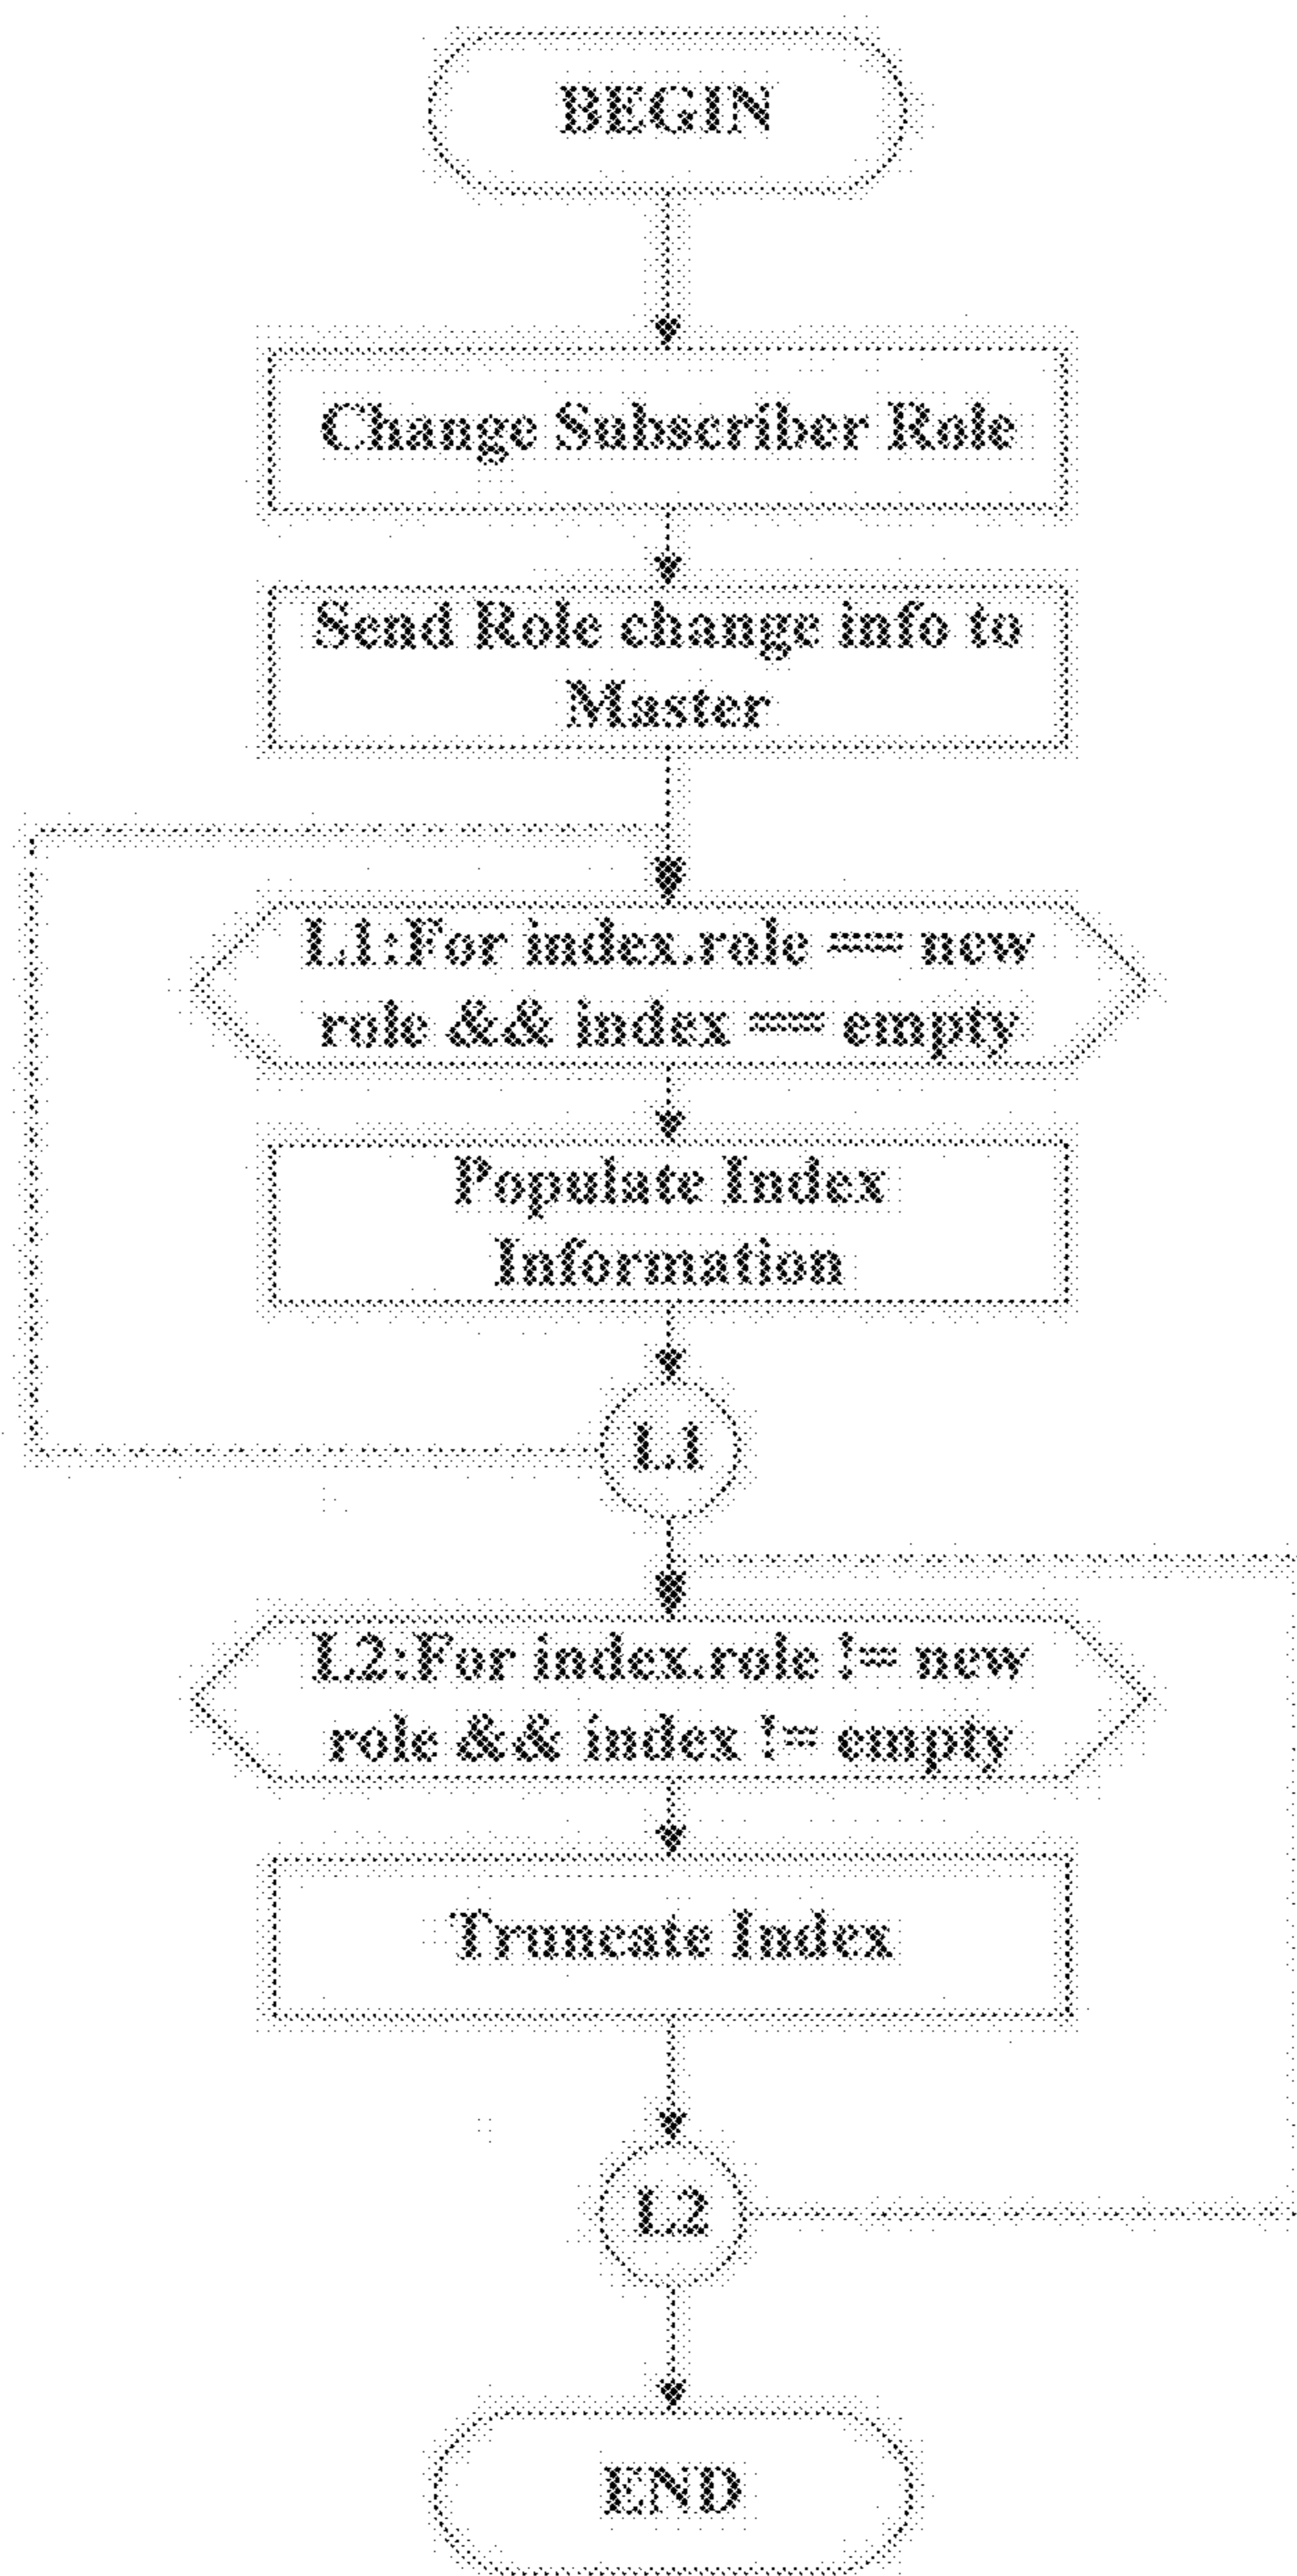 BEGIN
Change Subscriber Role
Send Role change info to
Master
L1:For index.role == new
role && index == empty
Populate Index
Information
L1
L2:For index.role != new
role && index != empty
Truncate Index
L2
END